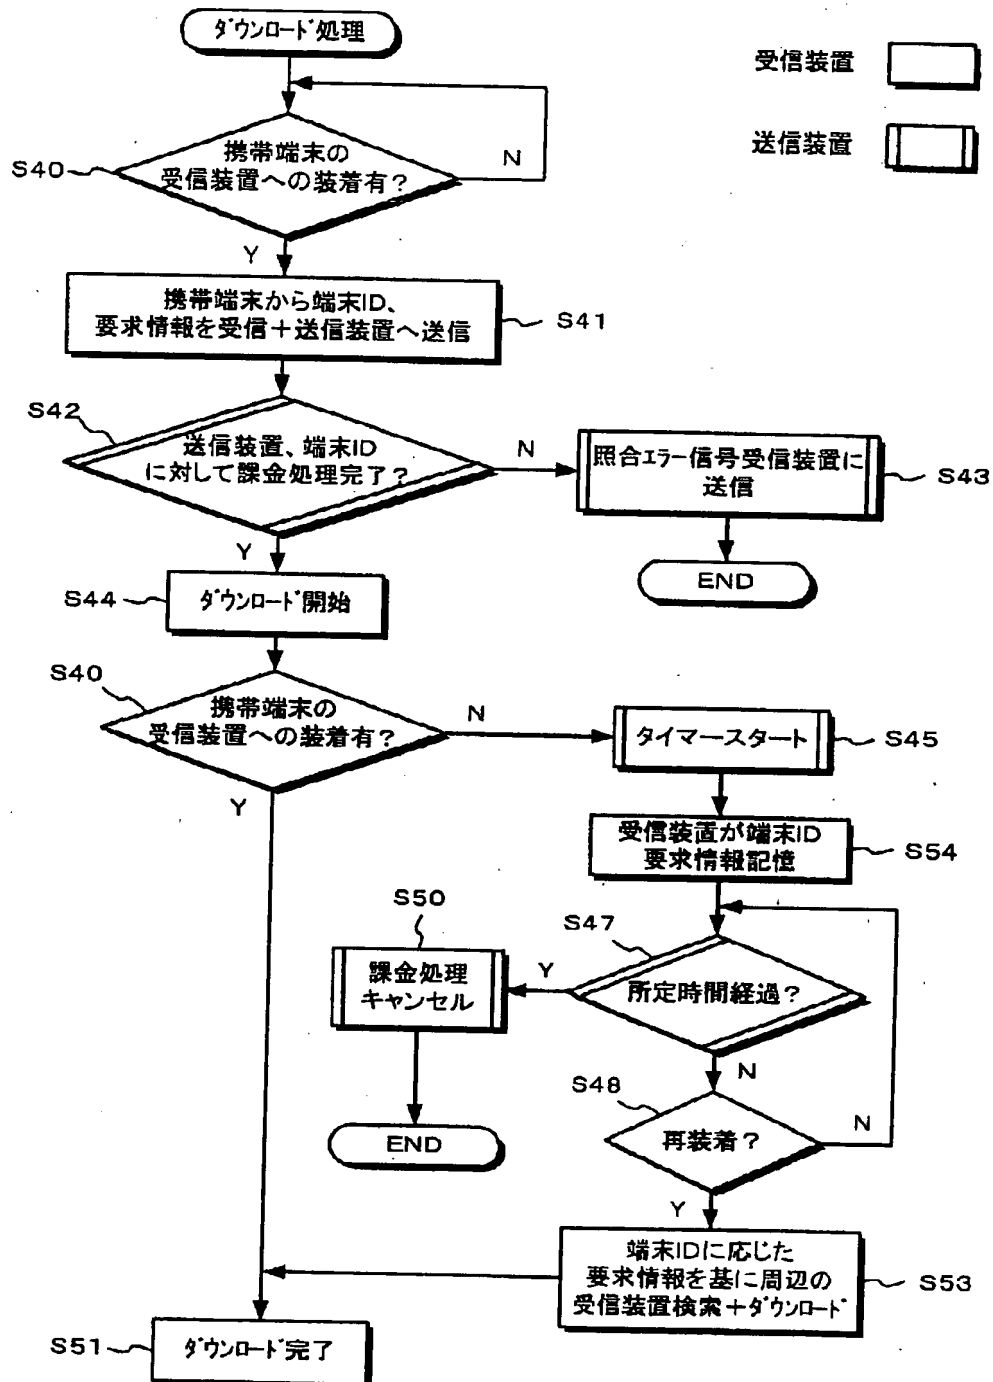 ダウンロード処理
受信装置
送信装置
S40
携帯端末の
受信装置への装着有?
N
Y
携帯端末から端末ID、
要求情報を受信+送信装置へ送信
S41
S42
送信装置、端末ID
に対して課金処理完了?
N
照合エラー信号受信装置に
送信
S43
Y
END
S44
ダウンロード開始
S40
携帯端末の
受信装置への装着有?
N
タイマースタート
S45
Y
受信装置が端末ID
要求情報記憶
S54
S50
課金処理
キャンセル
S47
Y
所定時間経過?
N
END
S48
再装着?
N
Y
端末IDに応じた
要求情報を基に周辺の
受信装置検索+ダウンロード
S53
S51
ダウンロード完了